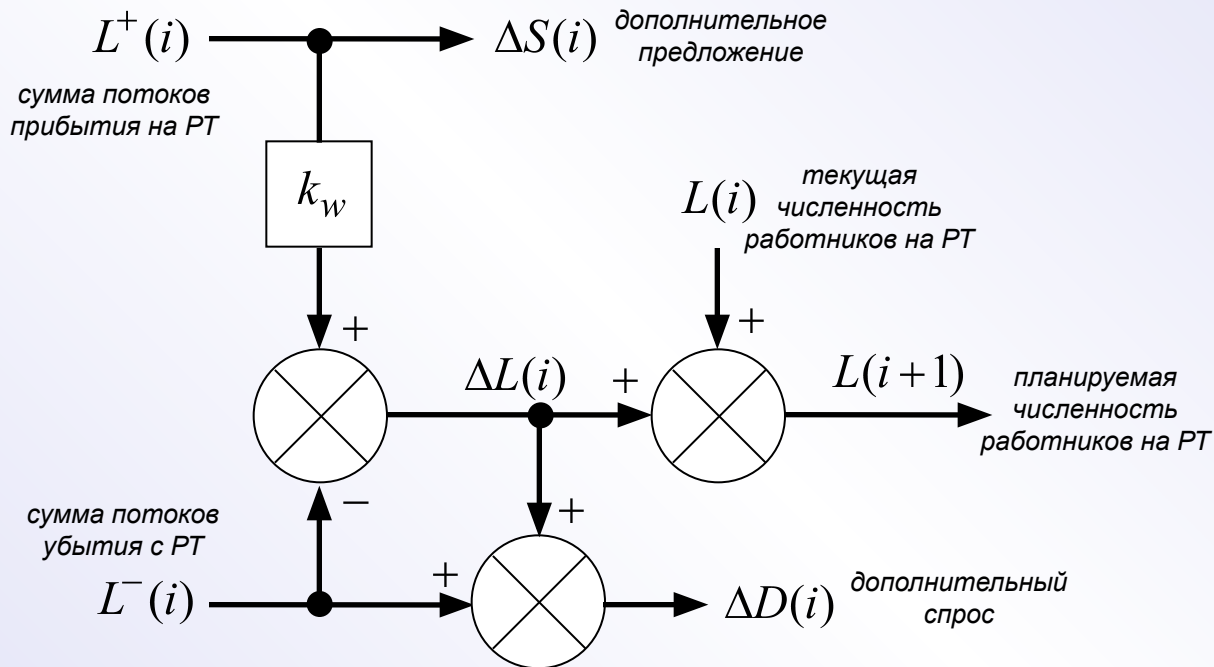 L⁺(i)
ΔS(i)
дополнительное
предложение
сумма потоков
прибытия на РТ
k_w
L(i)
текущая
численность
работников на РТ
+
+
ΔL(i)
+
L(i+1)
планируемая
численность
работников на РТ
−
+
сумма потоков
убытия с РТ
L⁻(i)
+
ΔD(i)
дополнительный
спрос